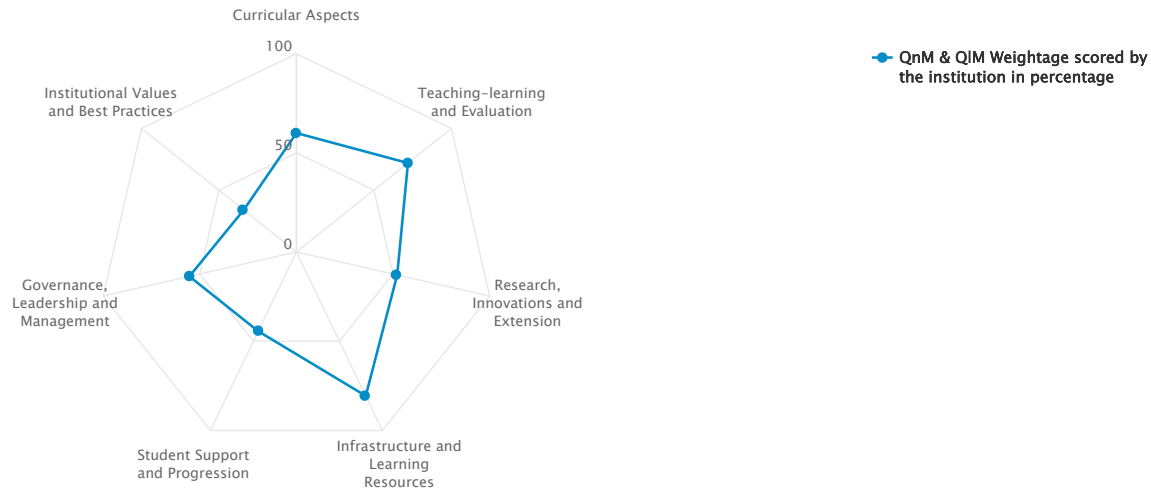 Curricular Aspects
100
50
0
Teaching-learning
and Evaluation
Research,
Innovations and
Extension
Infrastructure and
Learning
Resources
Student Support
and Progression
Governance,
Leadership and
Management
Institutional Values
and Best Practices
QnM & QlM Weightage scored by
the institution in percentage